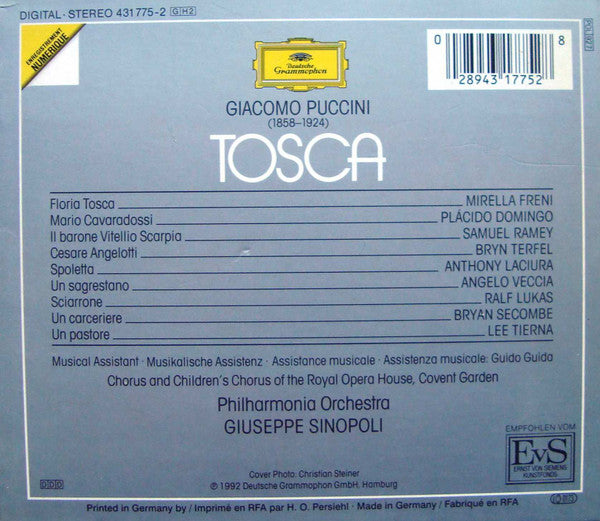 DIGITAL · STEREO 431 775-2 GH2
ENREGISTREMENT
NUMERIQUE
Deutsche
Grammophon
0 28943 17752 8
GIACOMO PUCCINI
(1858–1924)
TOSCA
Floria Tosca MIRELLA FRENI
Mario Cavaradossi PLÁCIDO DOMINGO
Il barone Vitellio Scarpia SAMUEL RAMEY
Cesare Angelotti BRYN TERFEL
Spoletta ANTHONY LACIURA
Un sagrestano ANGELO VECCIA
Sciarrone RALF LUKAS
Un carceriere BRYAN SECOMBE
Un pastore LEE TIERNA
Musical Assistant · Musikalische Assistenz · Assistance musicale · Assistenza musicale: Guido Guida
Chorus and Children's Chorus of the Royal Opera House, Covent Garden
Philharmonia Orchestra
GIUSEPPE SINOPOLI
EMPFOHLEN VOM
EvS
ERNST VON SIEMENS
KUNSTFONDS
Cover Photo: Christian Steiner
DDD
℗ 1992 Deutsche Grammophon GmbH, Hamburg
Printed in Germany by / Imprimé en RFA par H. O. Persiehl · Made in Germany / Fabriqué en RFA